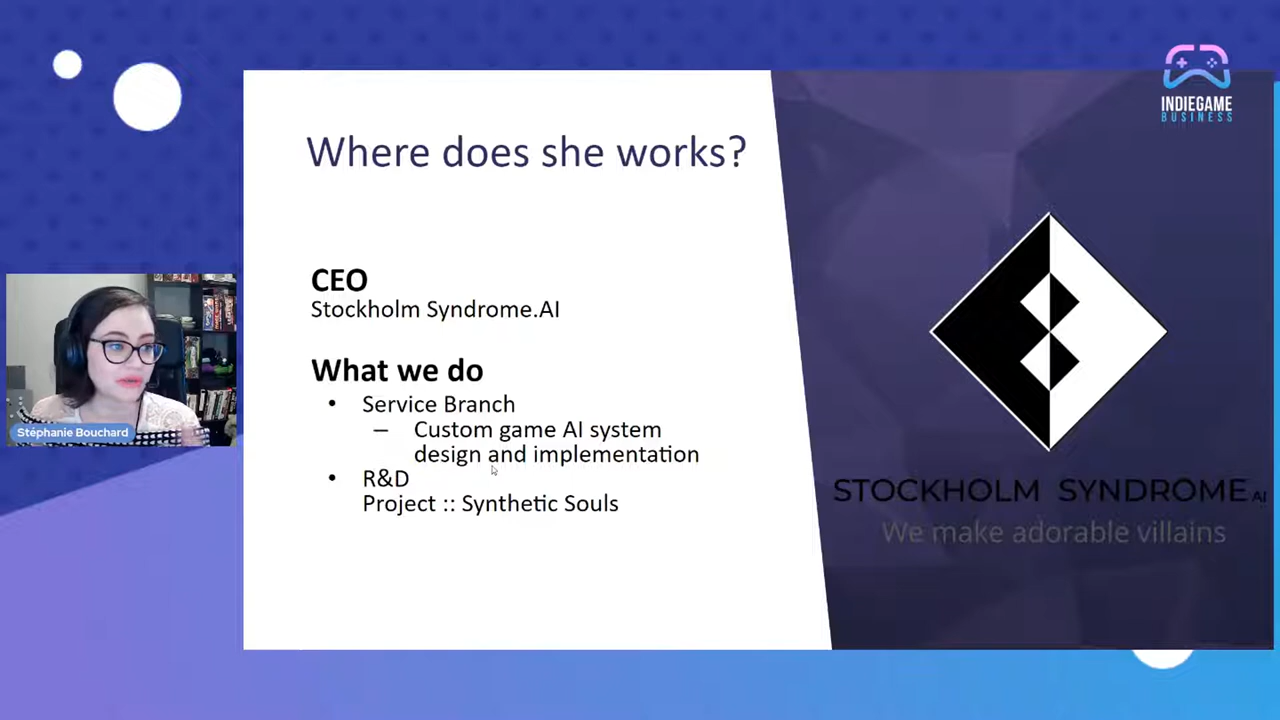 INDIEGAME
BUSINESS
Where does she works?
CEO
Stockholm Syndrome.AI
What we do
• Service Branch
– Custom game AI system
design and implementation
• R&D
Project :: Synthetic Souls
STOCKHOLM SYNDROME.AI
We make adorable villains
Stéphanie Bouchard